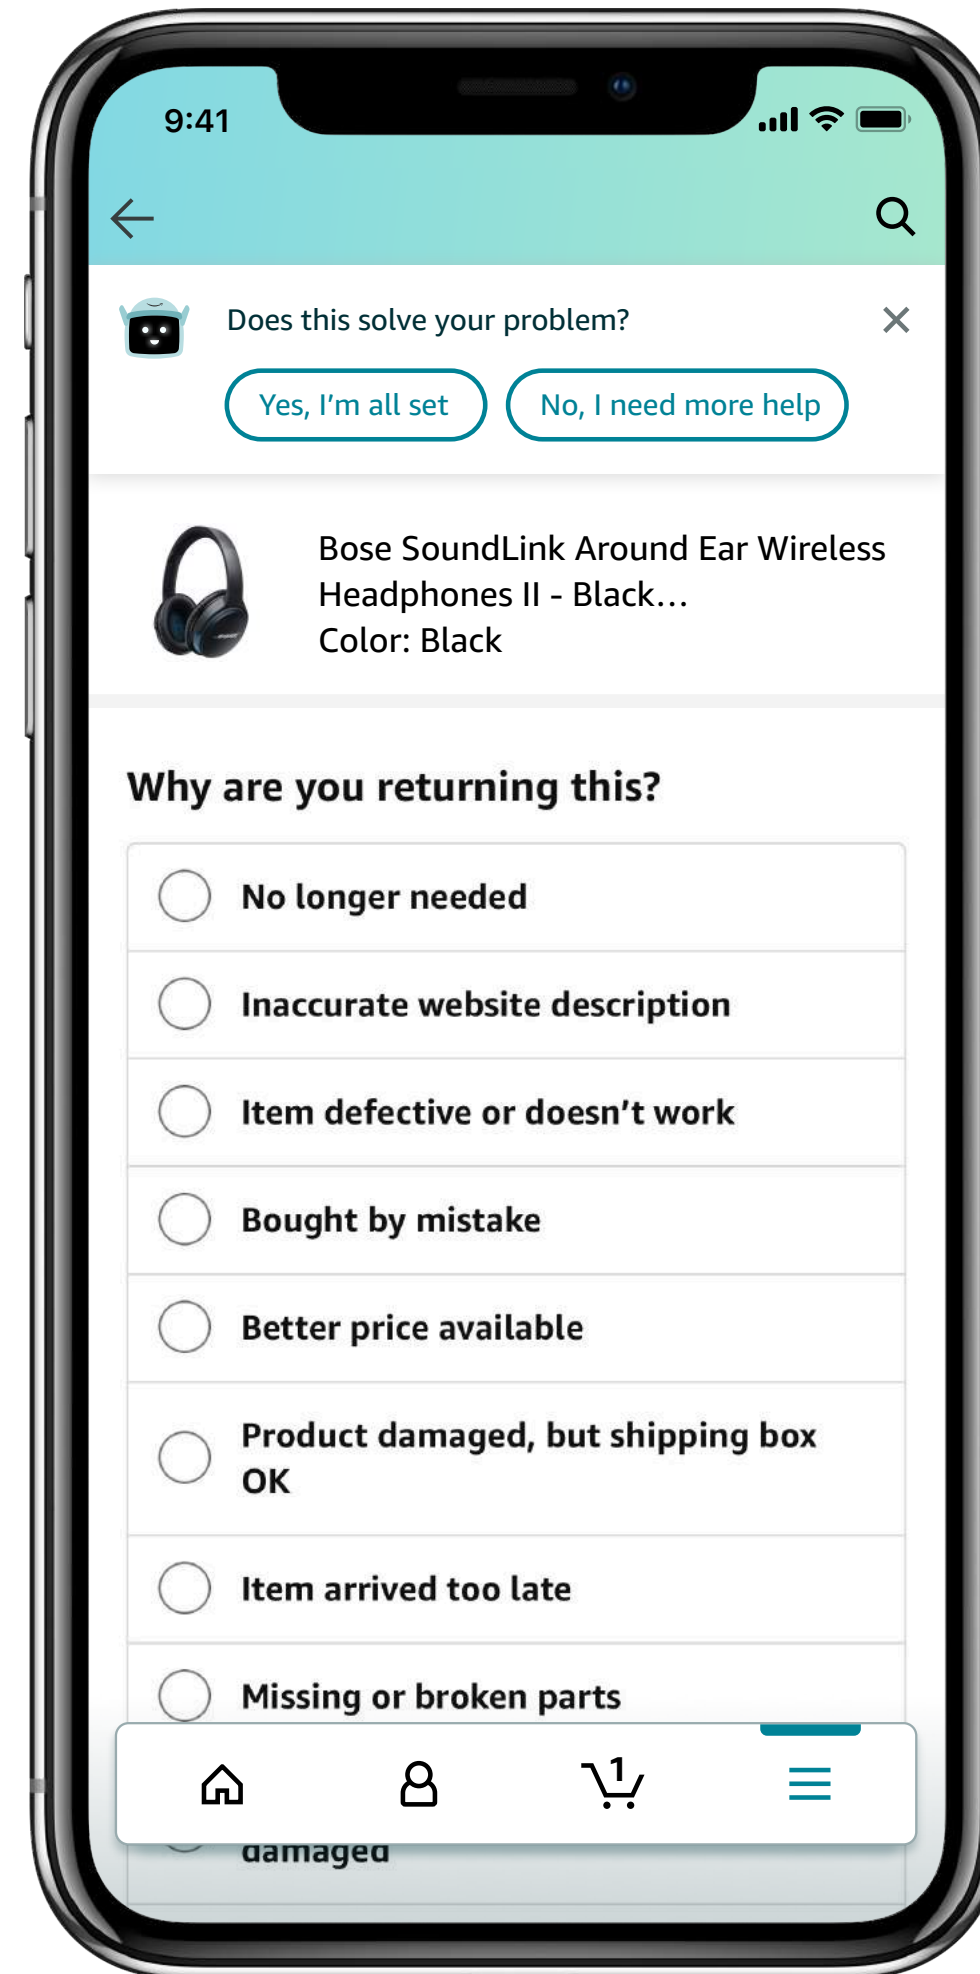 9:41
Does this solve your problem?
Yes, I’m all set
No, I need more help
Bose SoundLink Around Ear Wireless
Headphones II - Black...
Color: Black
Why are you returning this?
No longer needed
Inaccurate website description
Item defective or doesn’t work
Bought by mistake
Better price available
Product damaged, but shipping box
OK
Item arrived too late
Missing or broken parts
1
damaged